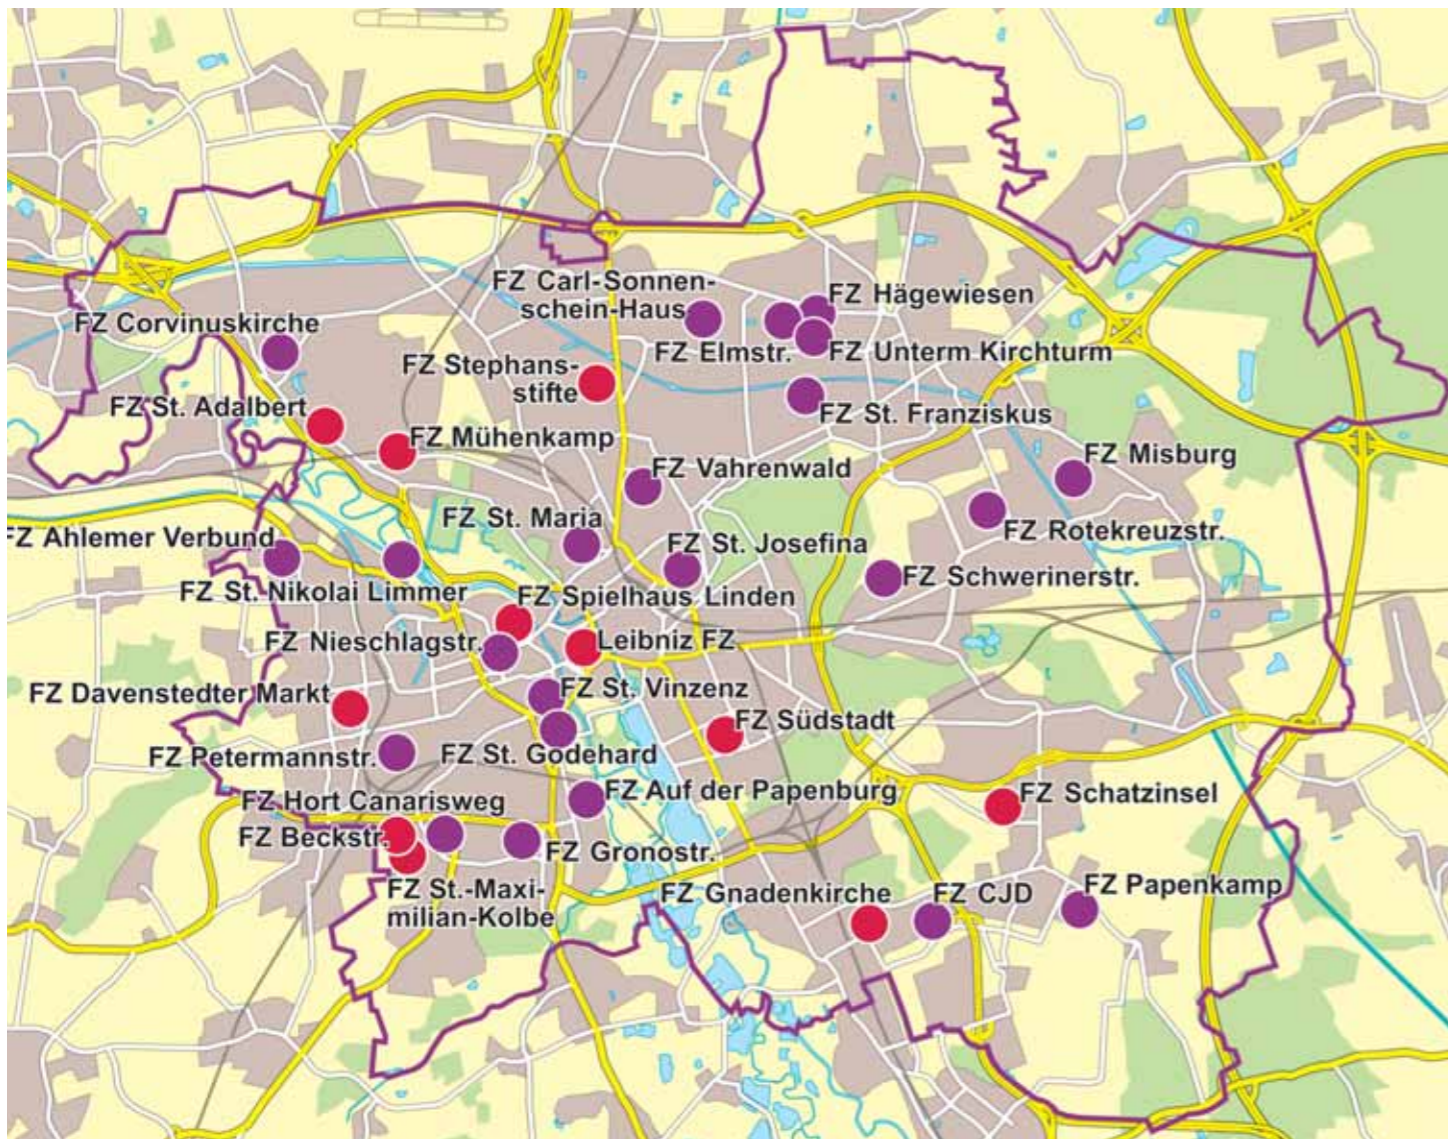 FZ Carl-Sonnen-
schein-Haus
FZ Hägewiesen
FZ Corvinuskirche
FZ Elmstr.
FZ Unterm Kirchturm
FZ Stephans-
stifte
FZ St. Adalbert
FZ St. Franziskus
FZ Mühenkamp
FZ Misburg
FZ Vahrenwald
FZ St. Maria
FZ Rotekreuzstr.
FZ Ahlemer Verbund
FZ St. Josefina
FZ Schwerinerstr.
FZ St. Nikolai Limmer
FZ Spielhaus Linden
FZ Nieschlagstr.
Leibniz FZ
FZ Davenstedter Markt
FZ St. Vinzenz
FZ Südstadt
FZ Petermannstr.
FZ St. Godehard
FZ Auf der Papenburg
FZ Schatzinsel
FZ Hort Canarisweg
FZ Beckstr.
FZ Gronostr.
FZ St.-Maxi-
milian-Kolbe
FZ Gnadenkirche
FZ CJD
FZ Papenkamp